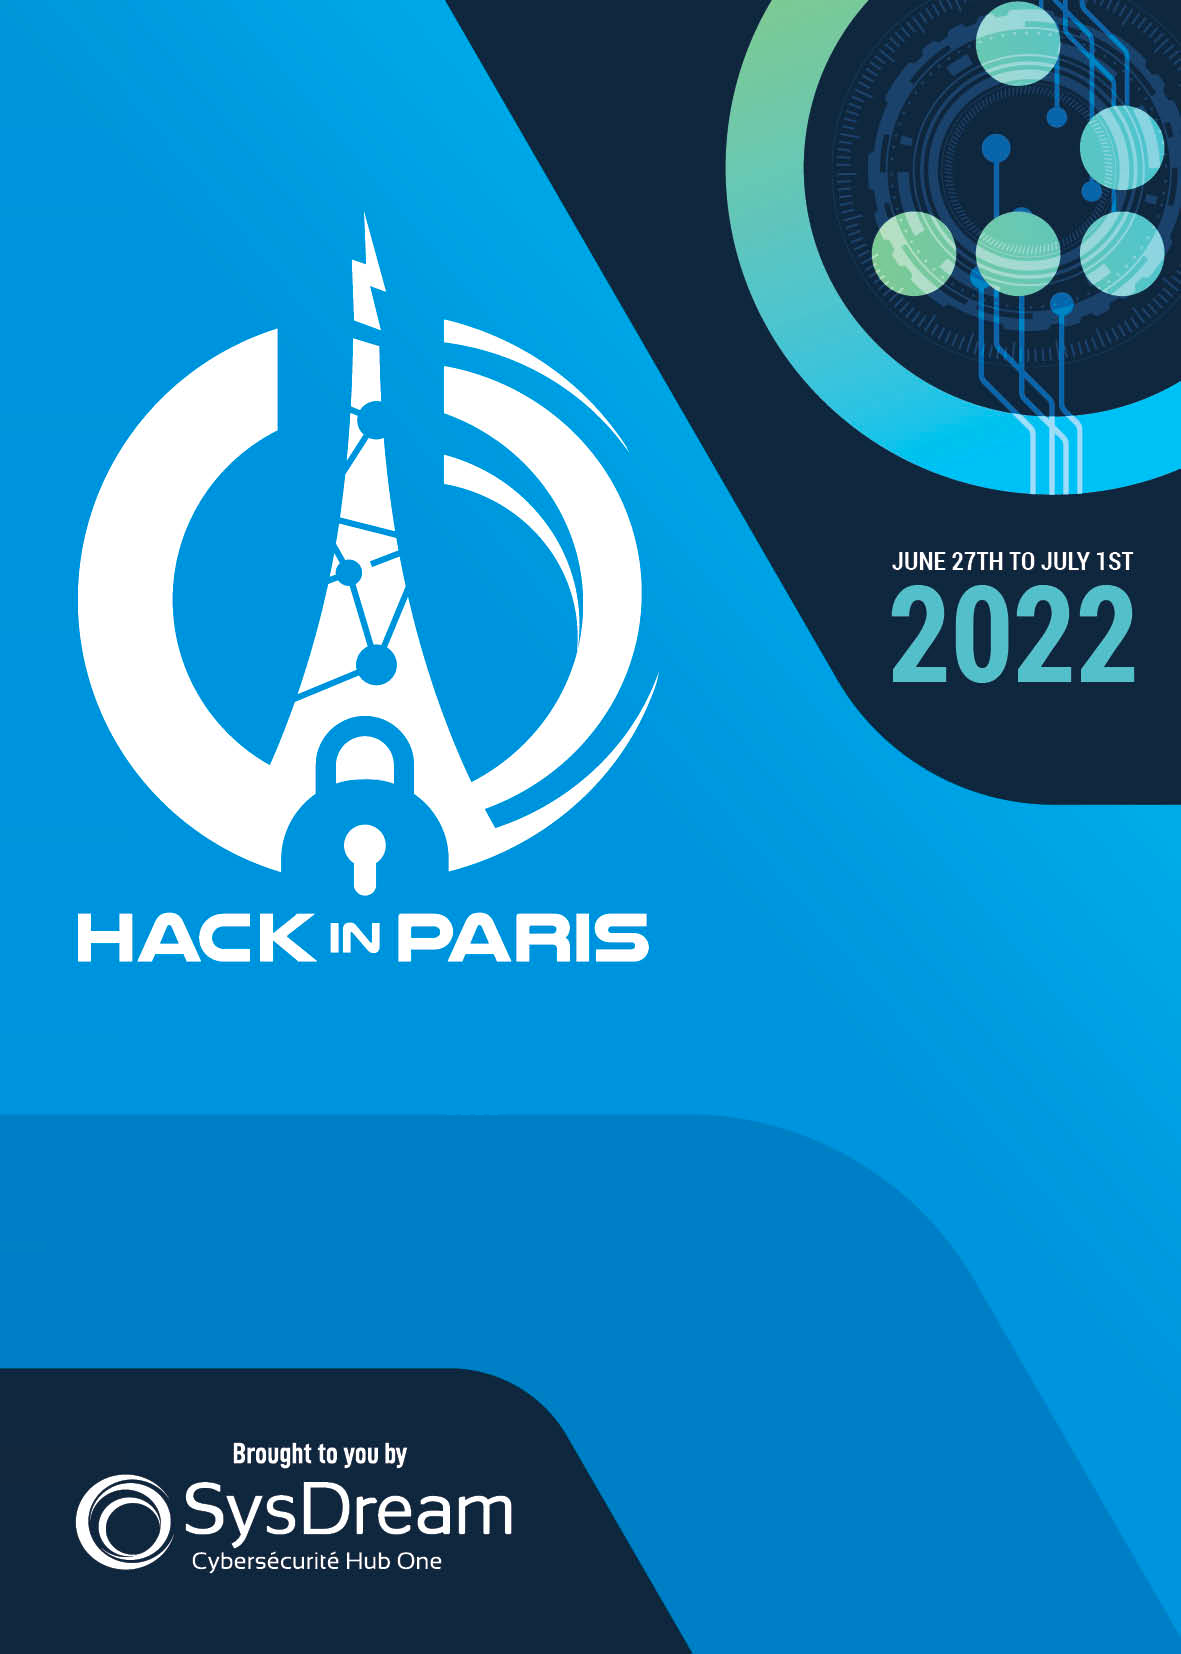 JUNE 27TH TO JULY 1ST
2022
HACK IN PARIS
Brought to you by
SysDream
Cybersécurité Hub One